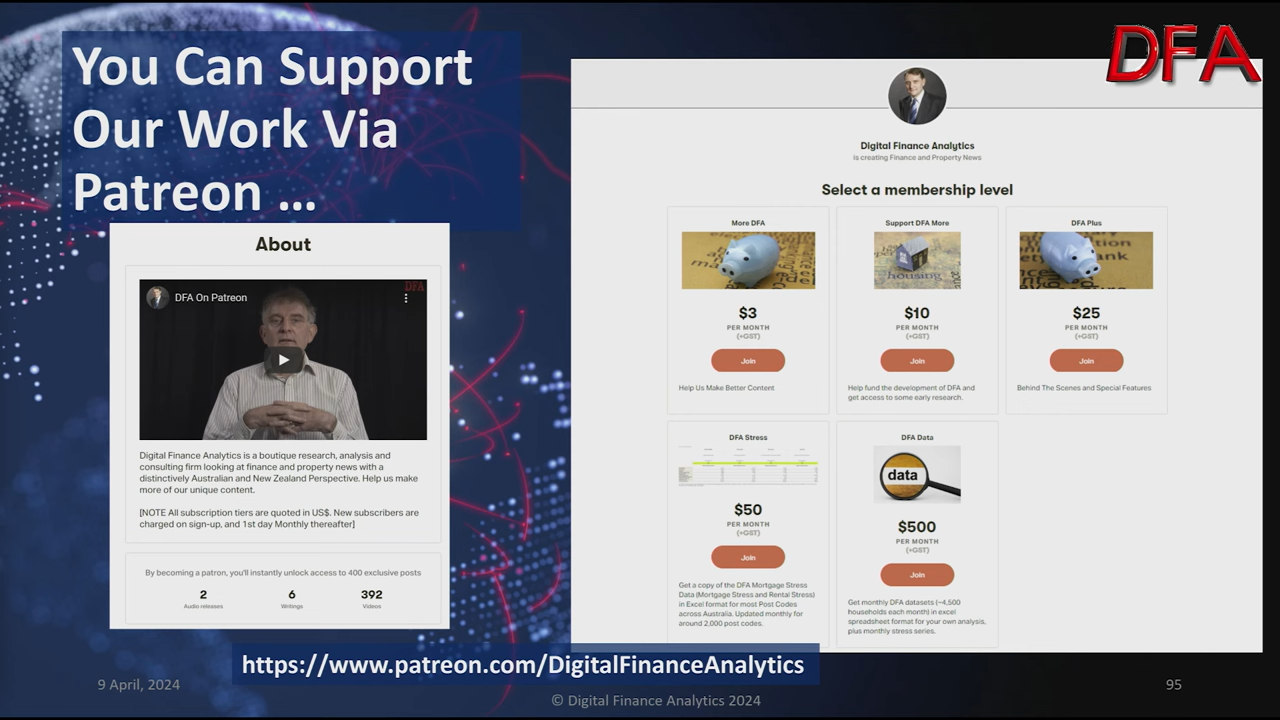 You Can Support
Our Work Via
Patreon ...
DFA
About
DFA On Patreon
DFA
Digital Finance Analytics is a boutique research, analysis and
consulting firm looking at finance and property news with a
distinctively Australian and New Zealand Perspective. Help us make
more of our unique content.
[NOTE All subscription tiers are quoted in US$. New subscribers are
charged on sign-up, and 1st day Monthly thereafter]
By becoming a patron, you'll instantly unlock access to 400 exclusive posts
2
Audio releases
6
Writings
392
Videos
Digital Finance Analytics
is creating Finance and Property News
Select a membership level
More DFA
$3
PER MONTH
(+GST)
Join
Help Us Make Better Content
Support DFA More
housing
$10
PER MONTH
(+GST)
Join
Help fund the development of DFA and
get access to some early research.
DFA Plus
$25
PER MONTH
(+GST)
Join
Behind The Scenes and Special Features
DFA Stress
$50
PER MONTH
(+GST)
Join
Get a copy of the DFA Mortgage Stress
Data (Mortgage Stress and Rental Stress)
in Excel format for most Post Codes
across Australia. Updated monthly for
around 2,000 post codes.
DFA Data
data
$500
PER MONTH
(+GST)
Join
Get monthly DFA datasets (~4,500
households each month) in excel
spreadsheet format for your own analysis,
plus monthly stress series.
https://www.patreon.com/DigitalFinanceAnalytics
9 April, 2024
© Digital Finance Analytics 2024
95